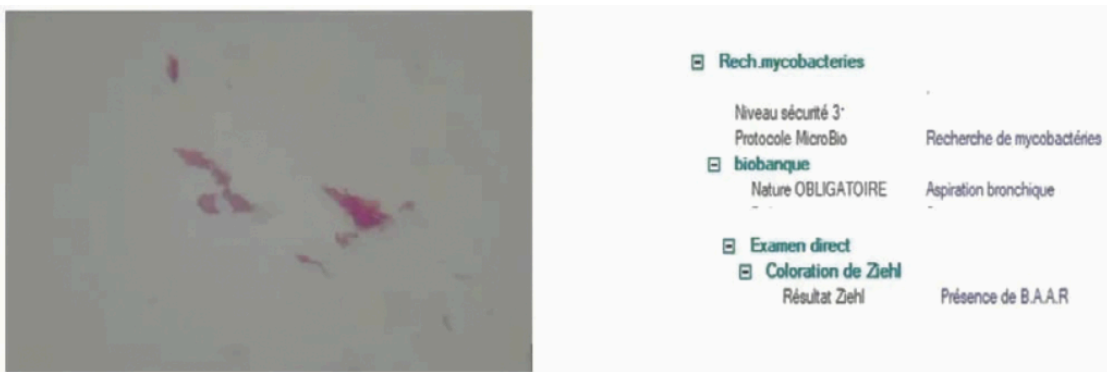 Rech.mycobacteries
Niveau sécurité 3
Protocole MicroBio Recherche de mycobactéries
biobanque
Nature OBLIGATOIRE Aspiration bronchique
Examen direct
Coloration de Ziehl
Résultat Ziehl Présence de B.A.A.R